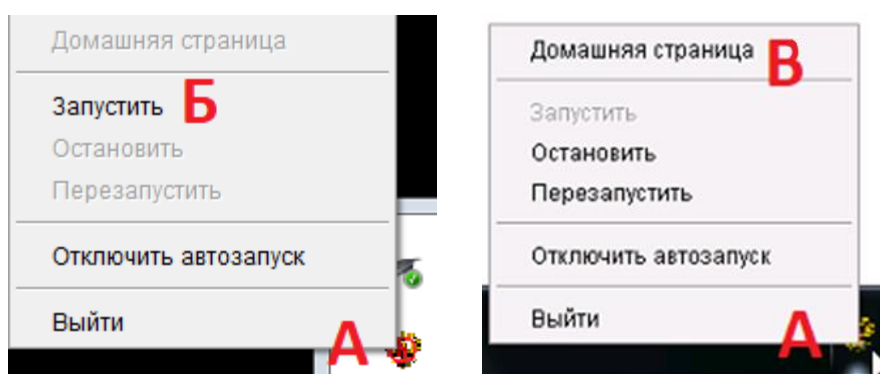 Домашняя страница
Запустить Б
Остановить
Перезапустить
Отключить автозапуск
Выйти
А
Домашняя страница В
Запустить
Остановить
Перезапустить
Отключить автозапуск
Выйти
А